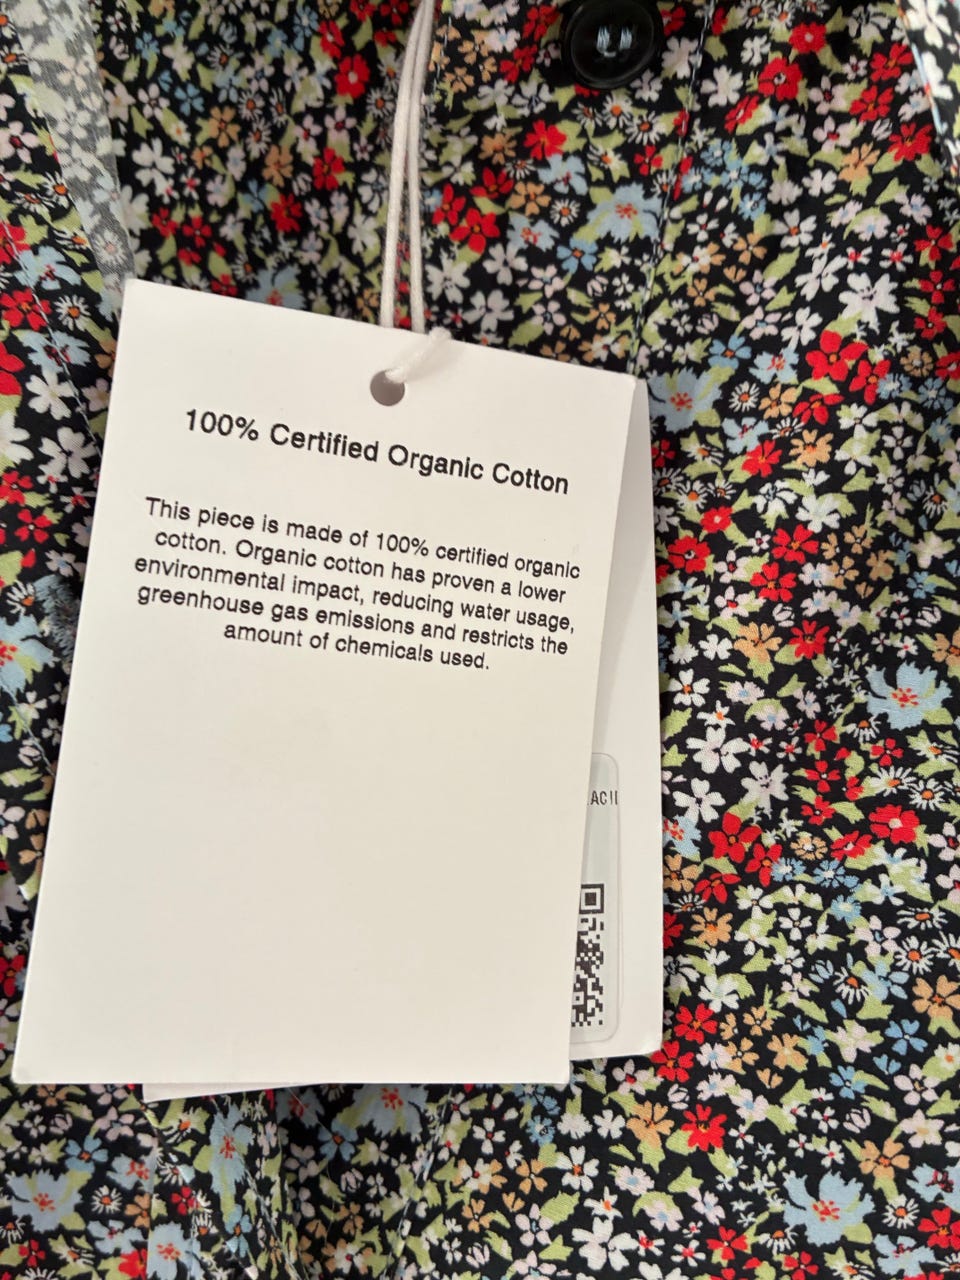 100% Certified Organic Cotton
This piece is made of 100% certified organic
cotton. Organic cotton has proven a lower
environmental impact, reducing water usage,
greenhouse gas emissions and restricts the
amount of chemicals used.